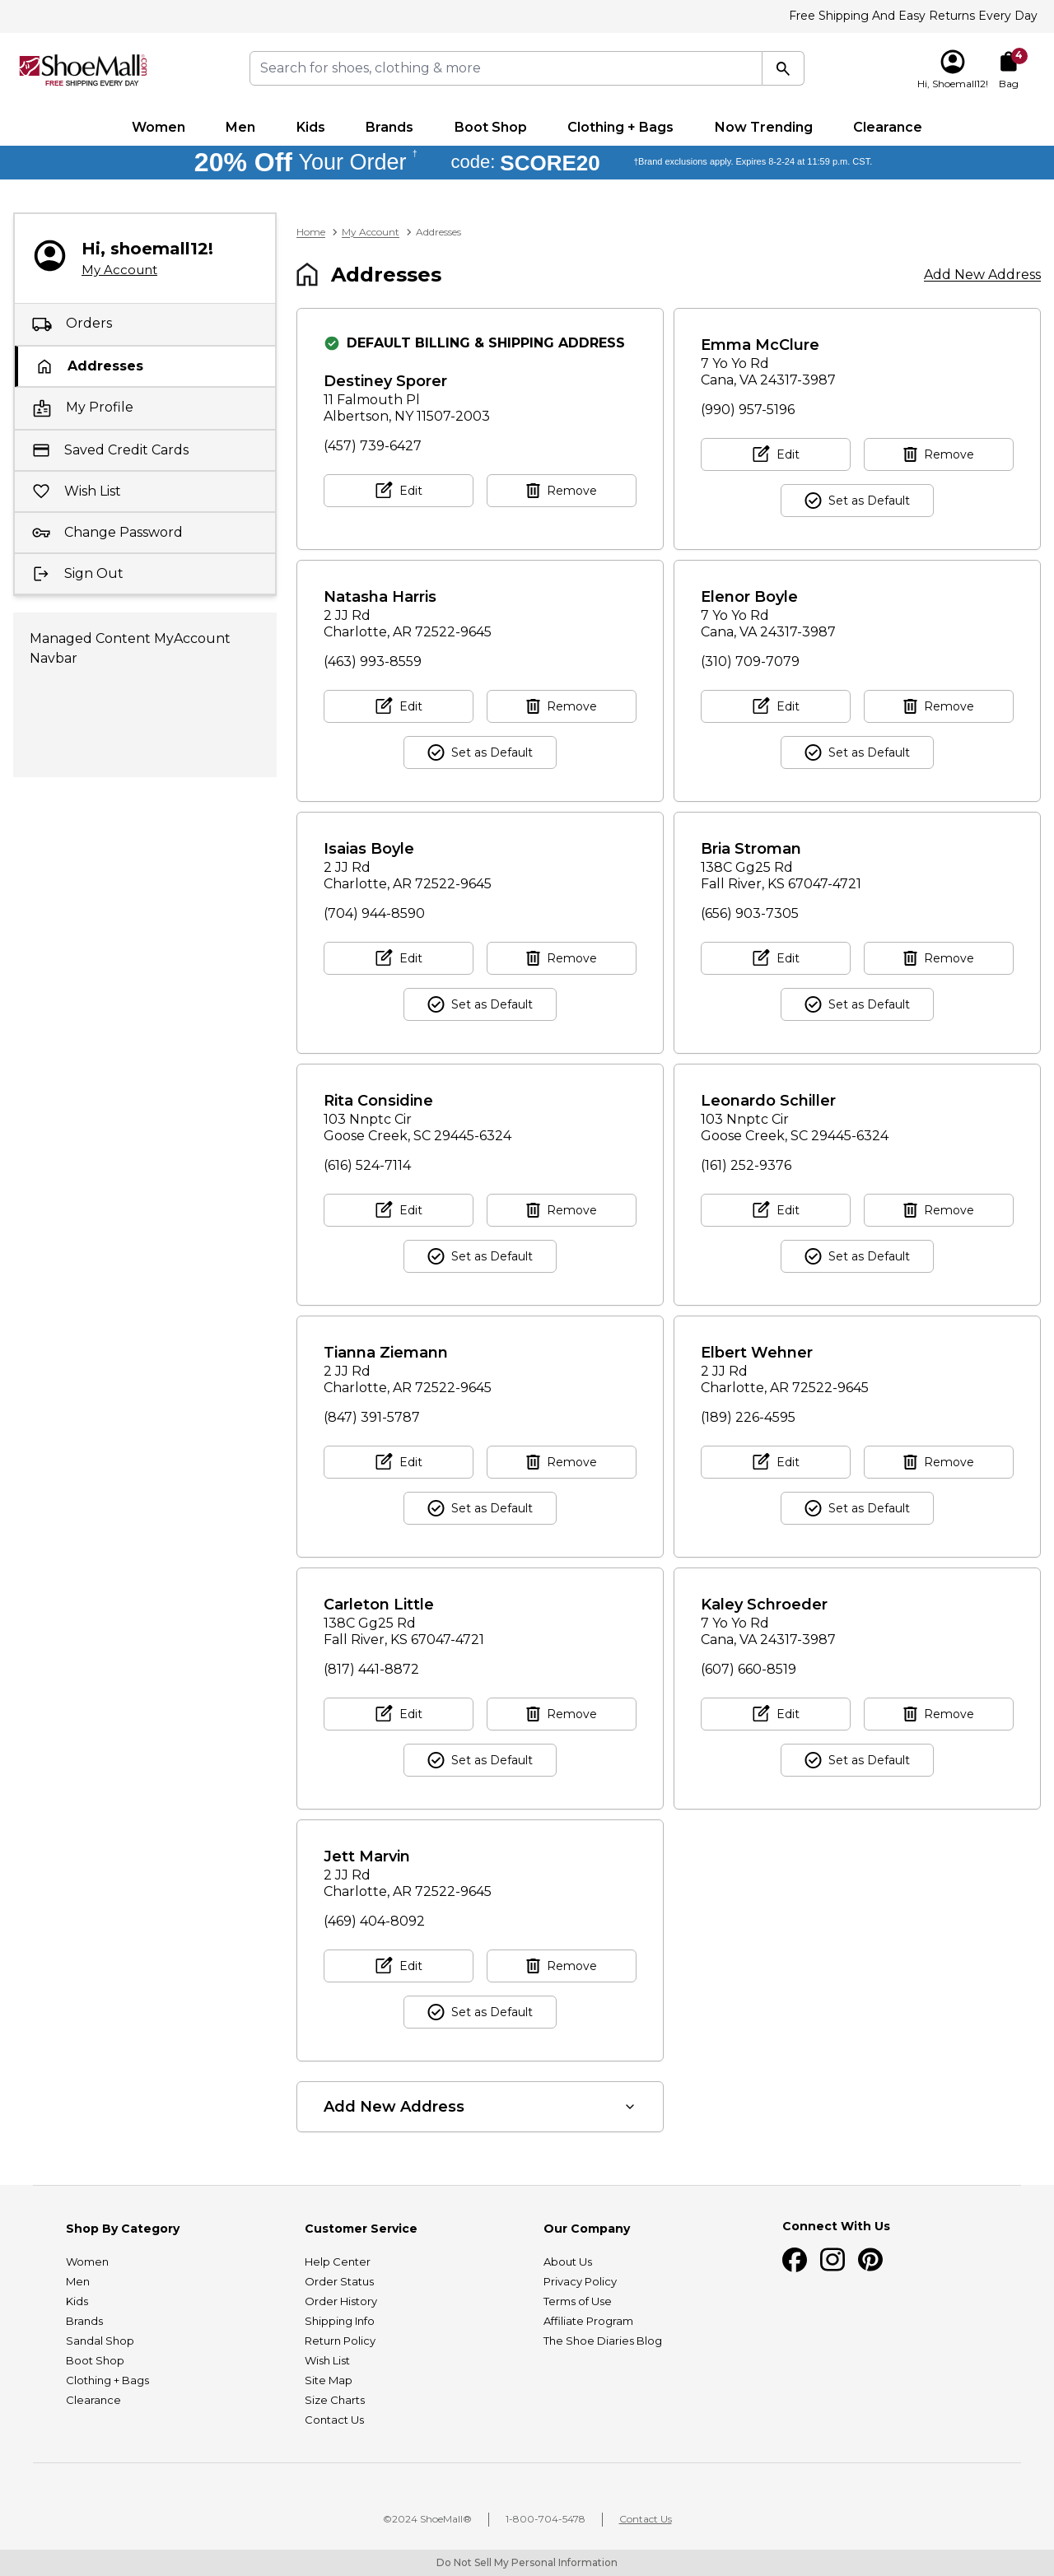 Free Shipping And Easy Returns Every Day
ShoeMall.com
FREE SHIPPING EVERY DAY
Search for shoes, clothing & more
4
Hi, Shoemall12!
Bag
Women
Men
Kids
Brands
Boot Shop
Clothing + Bags
Now Trending
Clearance
20% Off Your Order † code: SCORE20 †Brand exclusions apply. Expires 8-2-24 at 11:59 p.m. CST.
Hi, shoemall12!
My Account
Orders
Addresses
My Profile
Saved Credit Cards
Wish List
Change Password
Sign Out
Managed Content MyAccount
Navbar
Home > My Account > Addresses
Addresses
Add New Address
DEFAULT BILLING & SHIPPING ADDRESS
Destiney Sporer
11 Falmouth Pl
Albertson, NY 11507-2003
(457) 739-6427
Edit
Remove
Emma McClure
7 Yo Yo Rd
Cana, VA 24317-3987
(990) 957-5196
Edit
Remove
Set as Default
Natasha Harris
2 JJ Rd
Charlotte, AR 72522-9645
(463) 993-8559
Edit
Remove
Set as Default
Elenor Boyle
7 Yo Yo Rd
Cana, VA 24317-3987
(310) 709-7079
Edit
Remove
Set as Default
Isaias Boyle
2 JJ Rd
Charlotte, AR 72522-9645
(704) 944-8590
Edit
Remove
Set as Default
Bria Stroman
138C Gg25 Rd
Fall River, KS 67047-4721
(656) 903-7305
Edit
Remove
Set as Default
Rita Considine
103 Nnptc Cir
Goose Creek, SC 29445-6324
(616) 524-7114
Edit
Remove
Set as Default
Leonardo Schiller
103 Nnptc Cir
Goose Creek, SC 29445-6324
(161) 252-9376
Edit
Remove
Set as Default
Tianna Ziemann
2 JJ Rd
Charlotte, AR 72522-9645
(847) 391-5787
Edit
Remove
Set as Default
Elbert Wehner
2 JJ Rd
Charlotte, AR 72522-9645
(189) 226-4595
Edit
Remove
Set as Default
Carleton Little
138C Gg25 Rd
Fall River, KS 67047-4721
(817) 441-8872
Edit
Remove
Set as Default
Kaley Schroeder
7 Yo Yo Rd
Cana, VA 24317-3987
(607) 660-8519
Edit
Remove
Set as Default
Jett Marvin
2 JJ Rd
Charlotte, AR 72522-9645
(469) 404-8092
Edit
Remove
Set as Default
Add New Address
Shop By Category
Women
Men
Kids
Brands
Sandal Shop
Boot Shop
Clothing + Bags
Clearance
Customer Service
Help Center
Order Status
Order History
Shipping Info
Return Policy
Wish List
Site Map
Size Charts
Contact Us
Our Company
About Us
Privacy Policy
Terms of Use
Affiliate Program
The Shoe Diaries Blog
Connect With Us
©2024 ShoeMall®
1-800-704-5478
Contact Us
Do Not Sell My Personal Information